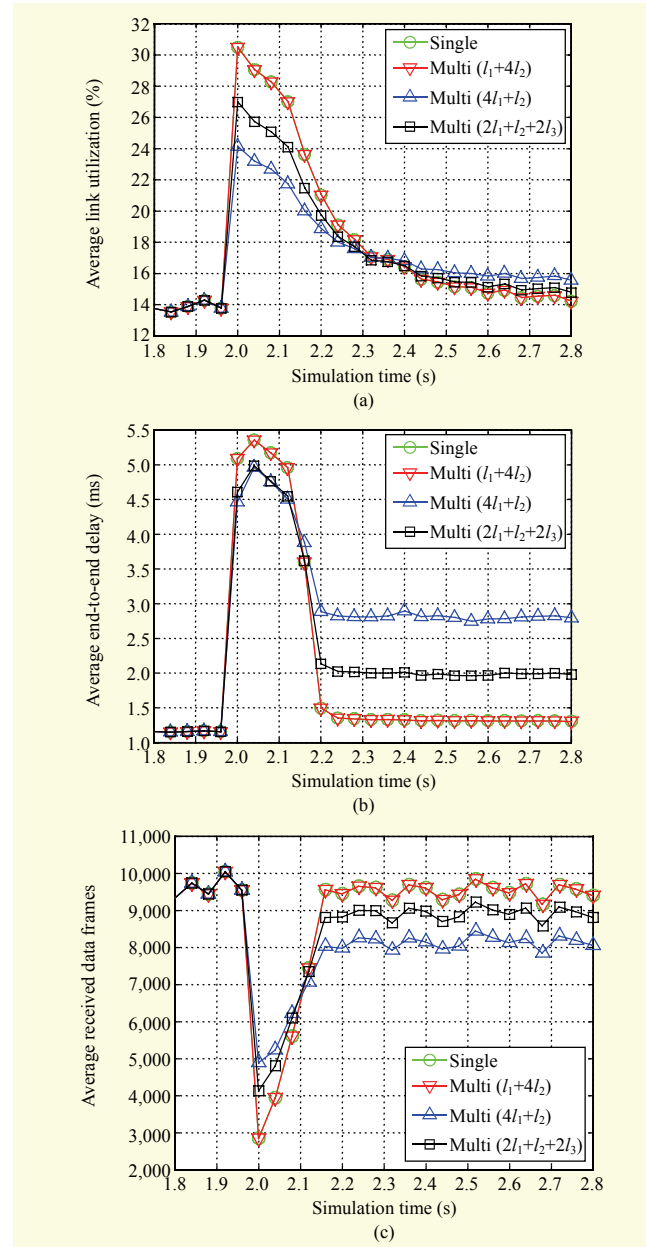 Average link utilization (%)
32
30
28
26
24
22
20
18
16
14
12
Single
Multi (l1+4l2)
Multi (4l1+l2)
Multi (2l1+l2+2l3)
1.8 1.9 2.0 2.1 2.2 2.3 2.4 2.5 2.6 2.7 2.8
Simulation time (s)
(a)
Average end-to-end delay (ms)
5.5
5.0
4.5
4.0
3.5
3.0
2.5
2.0
1.5
1.0
Single
Multi (l1+4l2)
Multi (4l1+l2)
Multi (2l1+l2+2l3)
1.8 1.9 2.0 2.1 2.2 2.3 2.4 2.5 2.6 2.7 2.8
Simulation time (s)
(b)
Average received data frames
11,000
10,000
9,000
8,000
7,000
6,000
5,000
4,000
3,000
2,000
Single
Multi (l1+4l2)
Multi (4l1+l2)
Multi (2l1+l2+2l3)
1.8 1.9 2.0 2.1 2.2 2.3 2.4 2.5 2.6 2.7 2.8
Simulation time (s)
(c)